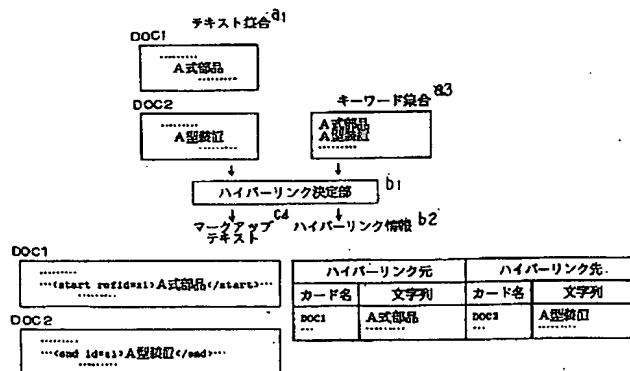 テキスト集合 a1
DOC1
.........
A式部品
.........
DOC2
.........
A型装置
.........
キーワード集合 a3
A式部品
A型装置
.........
ハイパーリンク決定部 b1
マークアップ
テキスト c4
ハイパーリンク情報 b2
DOC1
.........
…<start refid=z1>A式部品</start>…
.........
DOC2
.........
…<end id=z1>A型装置</end>…
.........
ハイパーリンク元 ハイパーリンク先
カード名 文字列 カード名 文字列
DOC1 A式部品 DOC2 A型装置
… ......... … .........